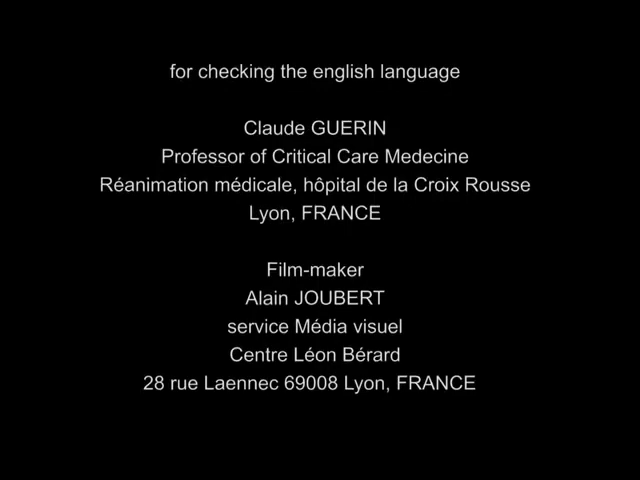 for checking the english language
Claude GUERIN
Professor of Critical Care Medecine
Réanimation médicale, hôpital de la Croix Rousse
Lyon, FRANCE
Film-maker
Alain JOUBERT
service Média visuel
Centre Léon Bérard
28 rue Laennec 69008 Lyon, FRANCE